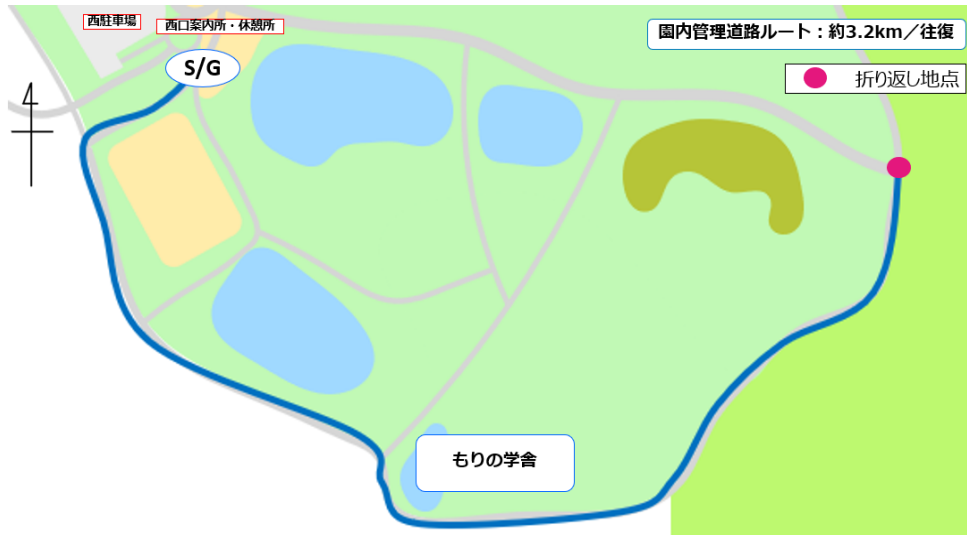 西駐車場
西口案内所・休憩所
園内管理道路ルート：約3.2km／往復
S/G
折り返し地点
4
もりの学舎